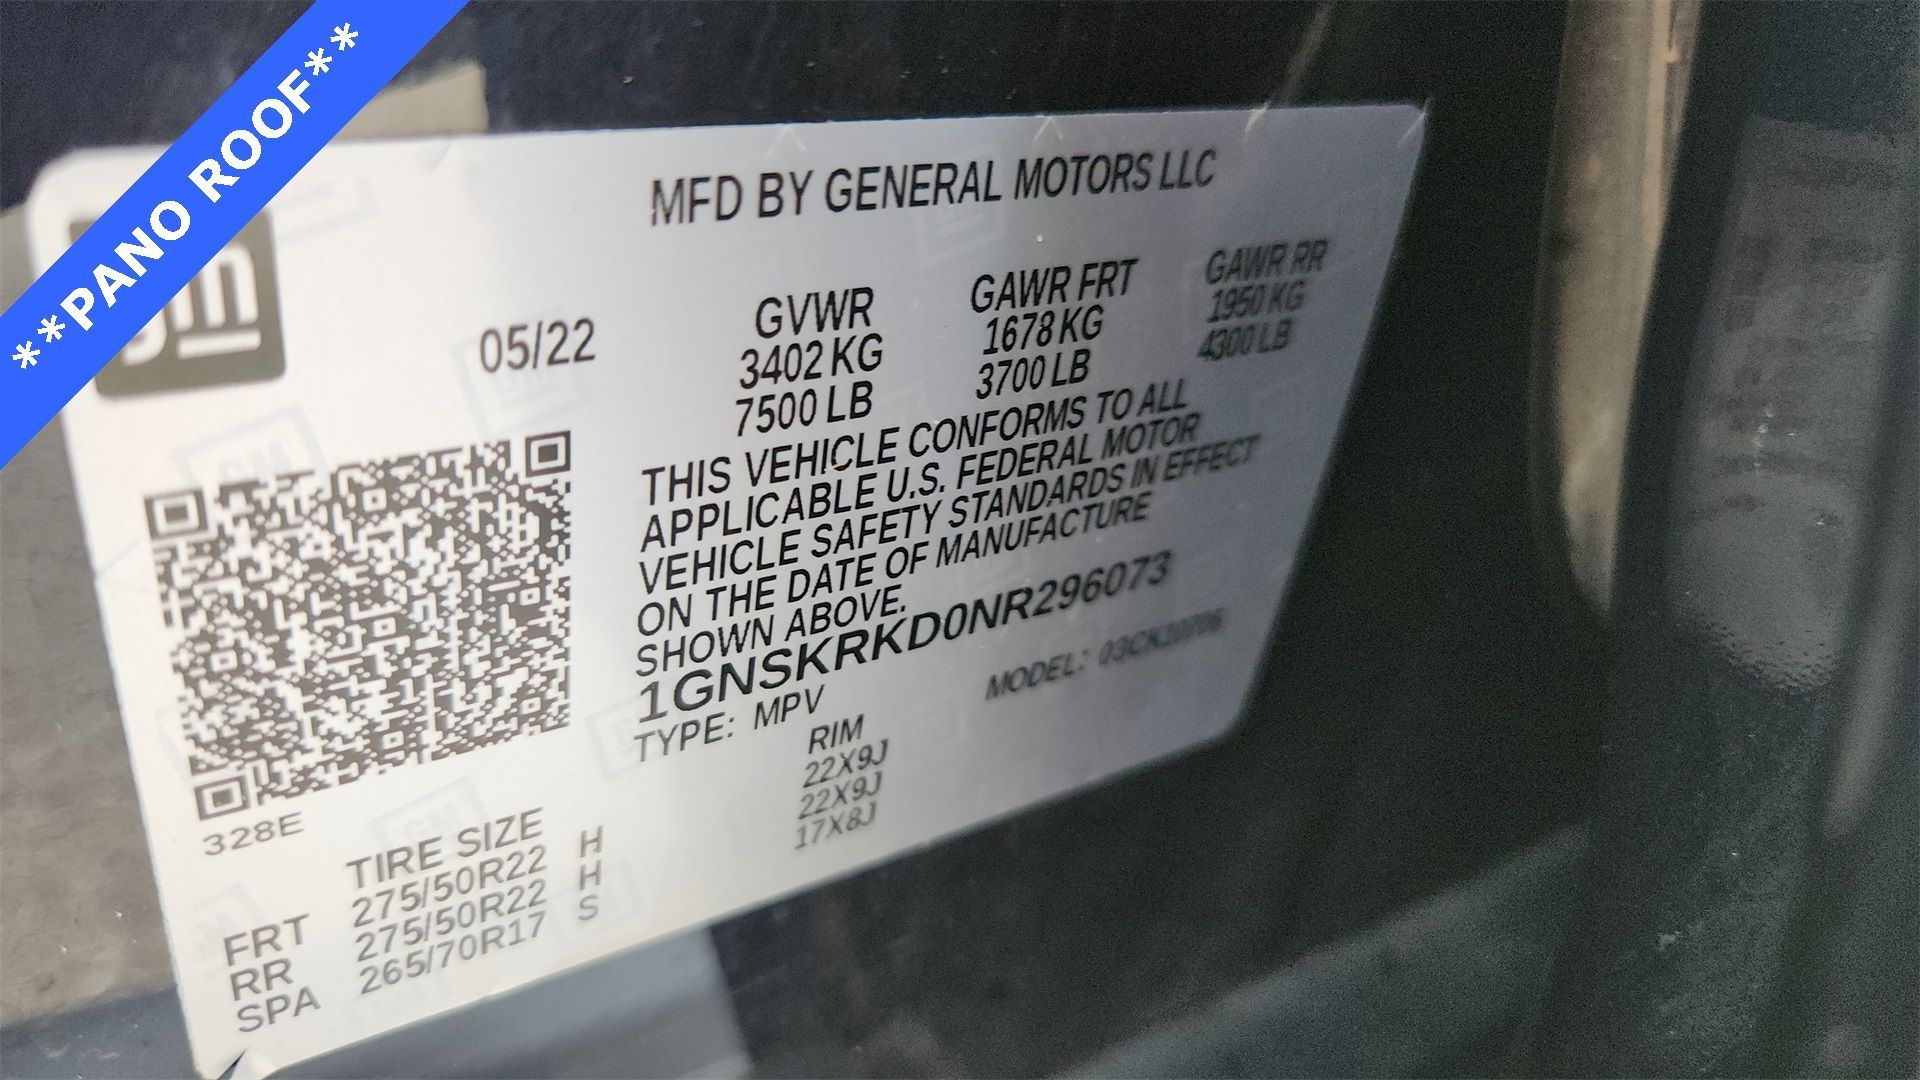 **PANO ROOF**
gm
MFD BY GENERAL MOTORS LLC
05/22
GVWR GAWR FRT GAWR RR
3402 KG 1678 KG 1950 KG
7500 LB 3700 LB 4300 LB
THIS VEHICLE CONFORMS TO ALL
APPLICABLE U.S. FEDERAL MOTOR
VEHICLE SAFETY STANDARDS IN EFFECT
ON THE DATE OF MANUFACTURE
SHOWN ABOVE.
1GNSKRKD0NR296073
TYPE: MPV MODEL: 03CK10706
328E
TIRE SIZE RIM
FRT 275/50R22 H 22X9J
RR 275/50R22 H 22X9J
SPA 265/70R17 S 17X8J